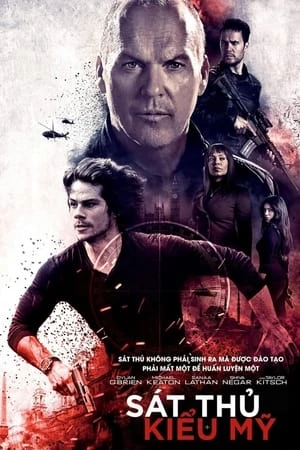 SÁT THỦ KHÔNG PHẢI SINH RA MÀ ĐƯỢC ĐÀO TẠO
PHẢI MẤT MỘT ĐỂ HUẤN LUYỆN MỘT
DYLAN O'BRIEN MICHAEL KEATON SANAA LATHAN SHIVA NEGAR TAYLOR KITSCH
SÁT THỦ
KIỂU MỸ